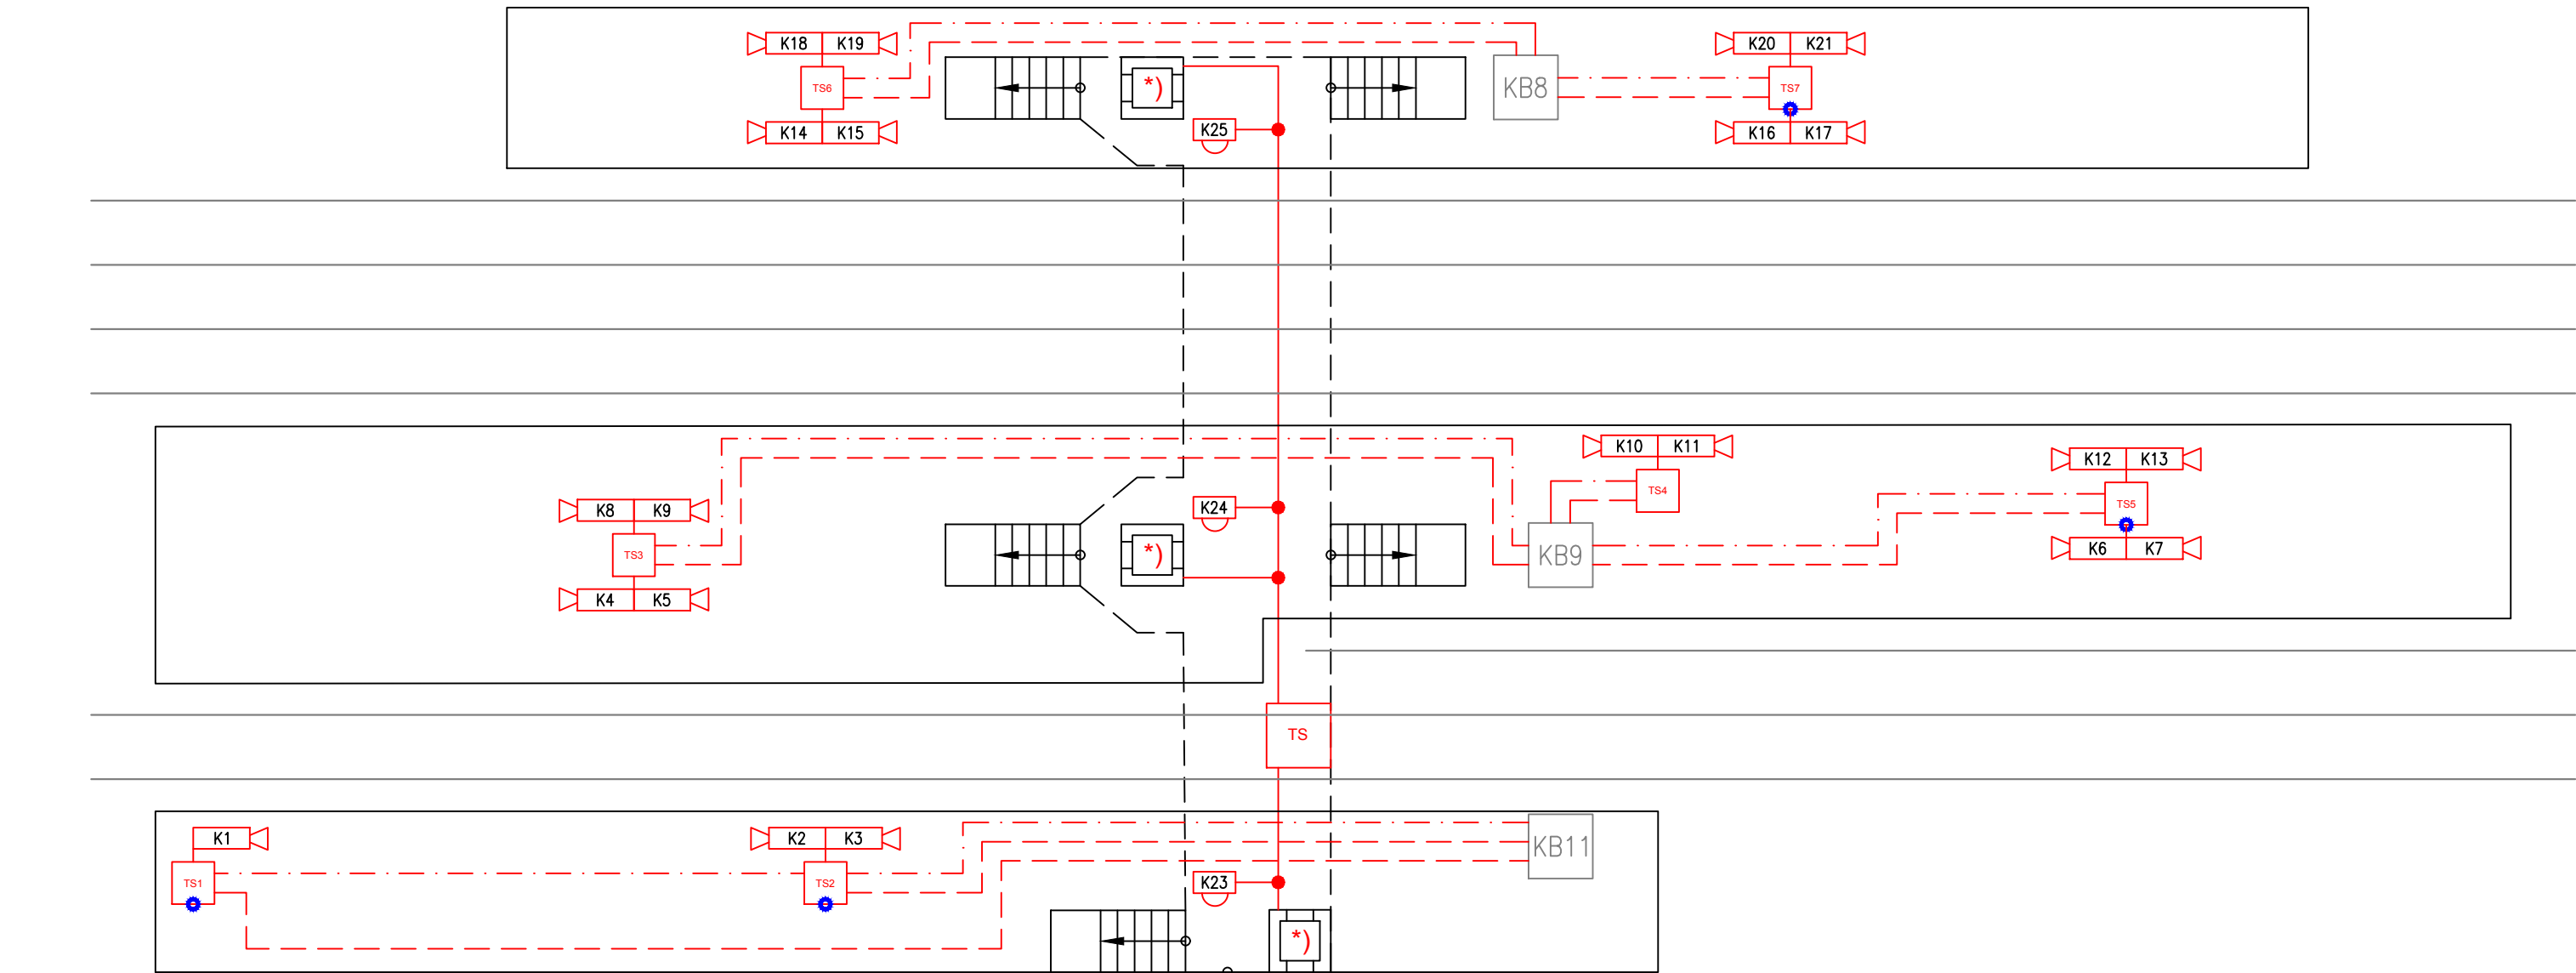 K18 K19
K20 K21
TS6
*)
KB8
TS7
K14 K15
K25
K16 K17
K10 K11
K12 K13
K8 K9
K24
TS4
TS5
TS3
*)
KB9
K6 K7
K4 K5
TS
K1
K2 K3
KB11
TS1
TS2
K23
*)